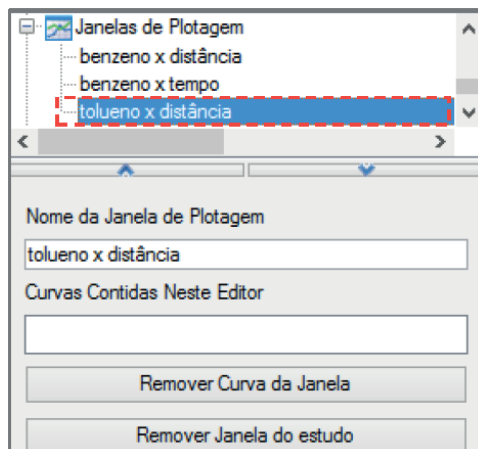 Janelas de Plotagem
benzeno x distância
benzeno x tempo
tolueno x distância
Nome da Janela de Plotagem
tolueno x distância
Curvas Contidas Neste Editor
Remover Curva da Janela
Remover Janela do estudo